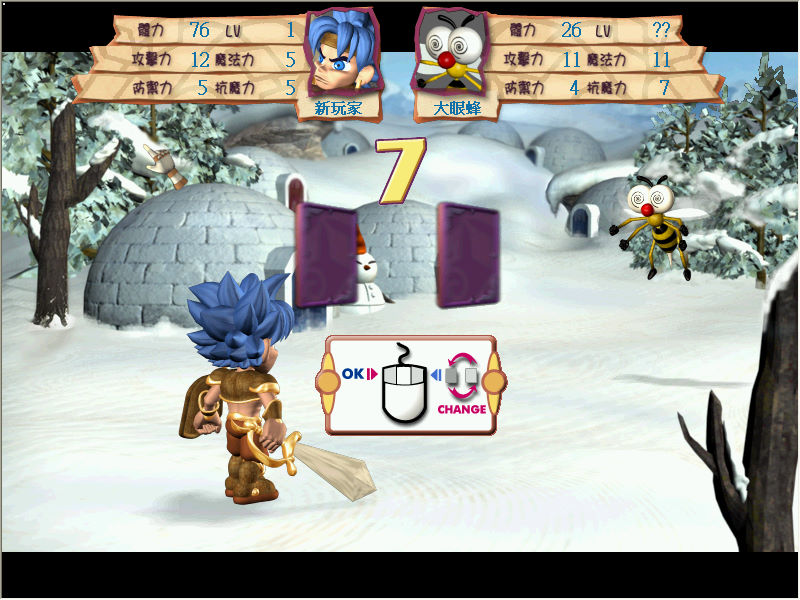 體力 76 LV 1
攻擊力 12 魔法力 5
防禦力 5 抗魔力 5
新玩家
體力 26 LV ??
攻擊力 11 魔法力 11
防禦力 4 抗魔力 7
大眼蜂
7
OK
CHANGE